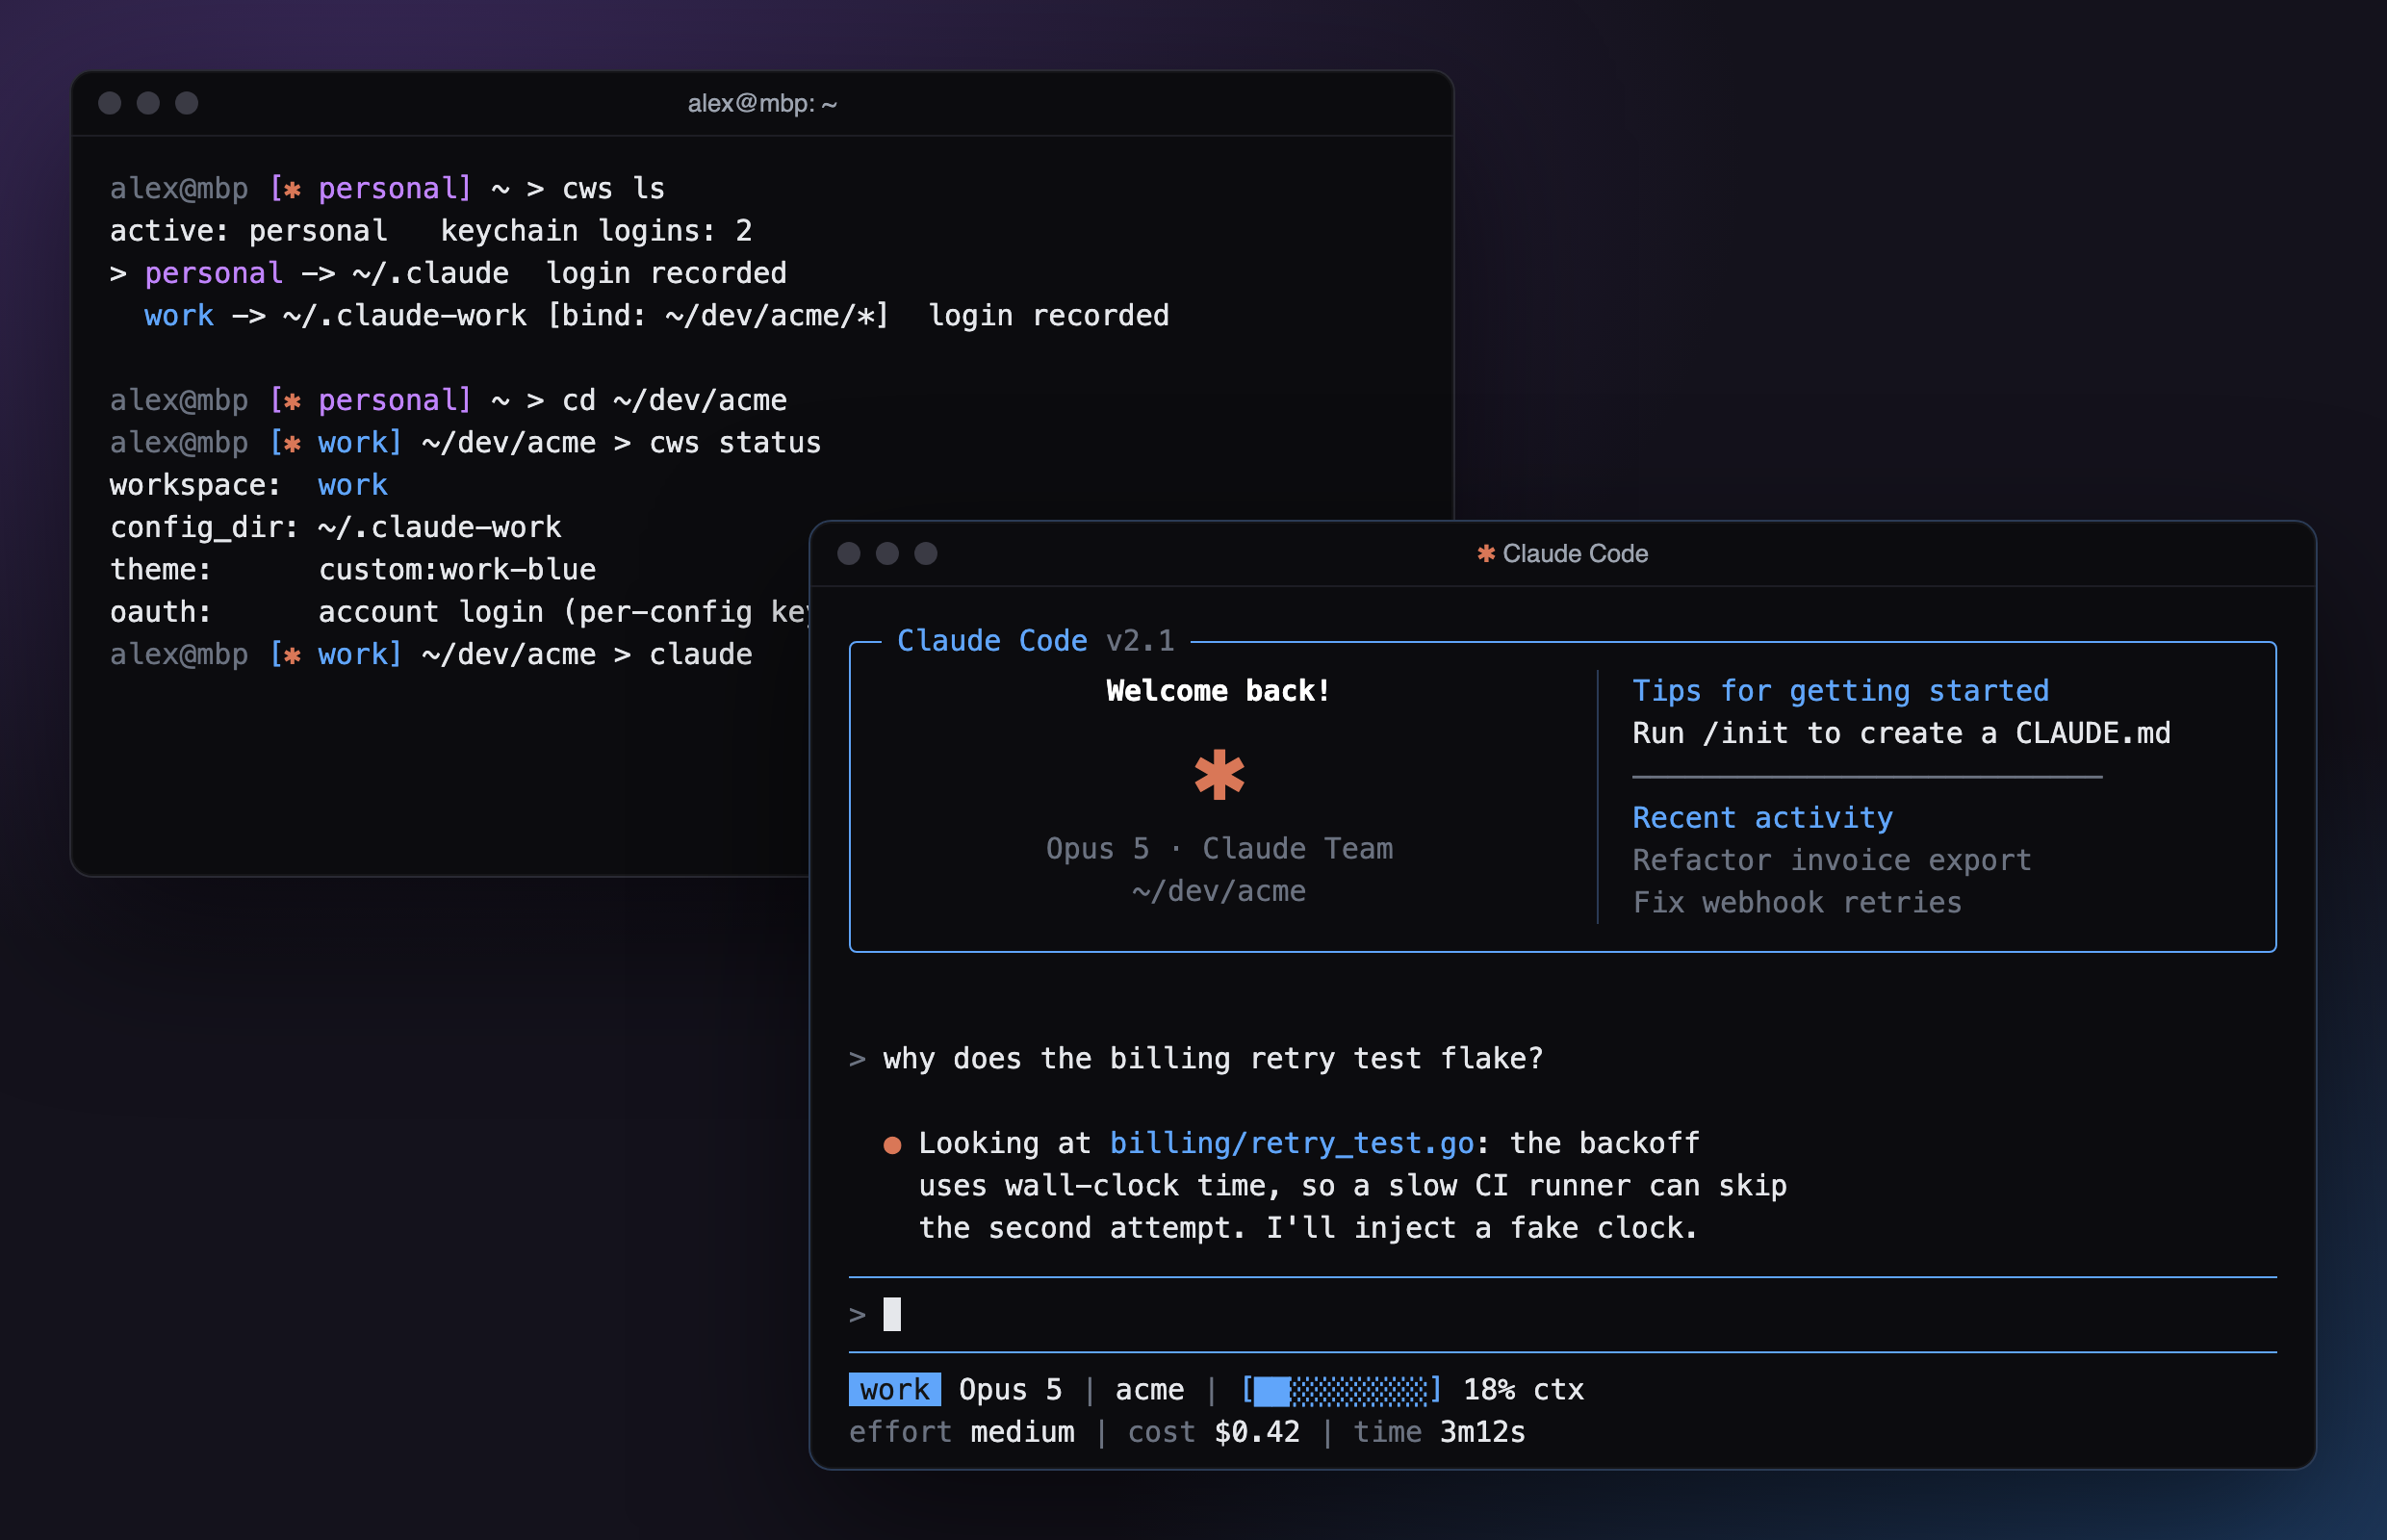 alex@mbp: ~
alex@mbp [✱ personal] ~ > cws ls
active: personal   keychain logins: 2
> personal -> ~/.claude  login recorded
  work -> ~/.claude-work [bind: ~/dev/acme/*]  login recorded
alex@mbp [✱ personal] ~ > cd ~/dev/acme
alex@mbp [✱ work] ~/dev/acme > cws status
workspace:  work
config_dir: ~/.claude-work
theme:      custom:work-blue
oauth:      account login (per-config
alex@mbp [✱ work] ~/dev/acme > claude
✱ Claude Code
Claude Code v2.1
Welcome back!
✱
Opus 5 · Claude Team
~/dev/acme
Tips for getting started
Run /init to create a CLAUDE.md
Recent activity
Refactor invoice export
Fix webhook retries
> why does the billing retry test flake?
● Looking at billing/retry_test.go: the backoff
uses wall-clock time, so a slow CI runner can skip
the second attempt. I'll inject a fake clock.
>
work Opus 5 | acme | [██░░░░░░░░] 18% ctx
effort medium | cost $0.42 | time 3m12s